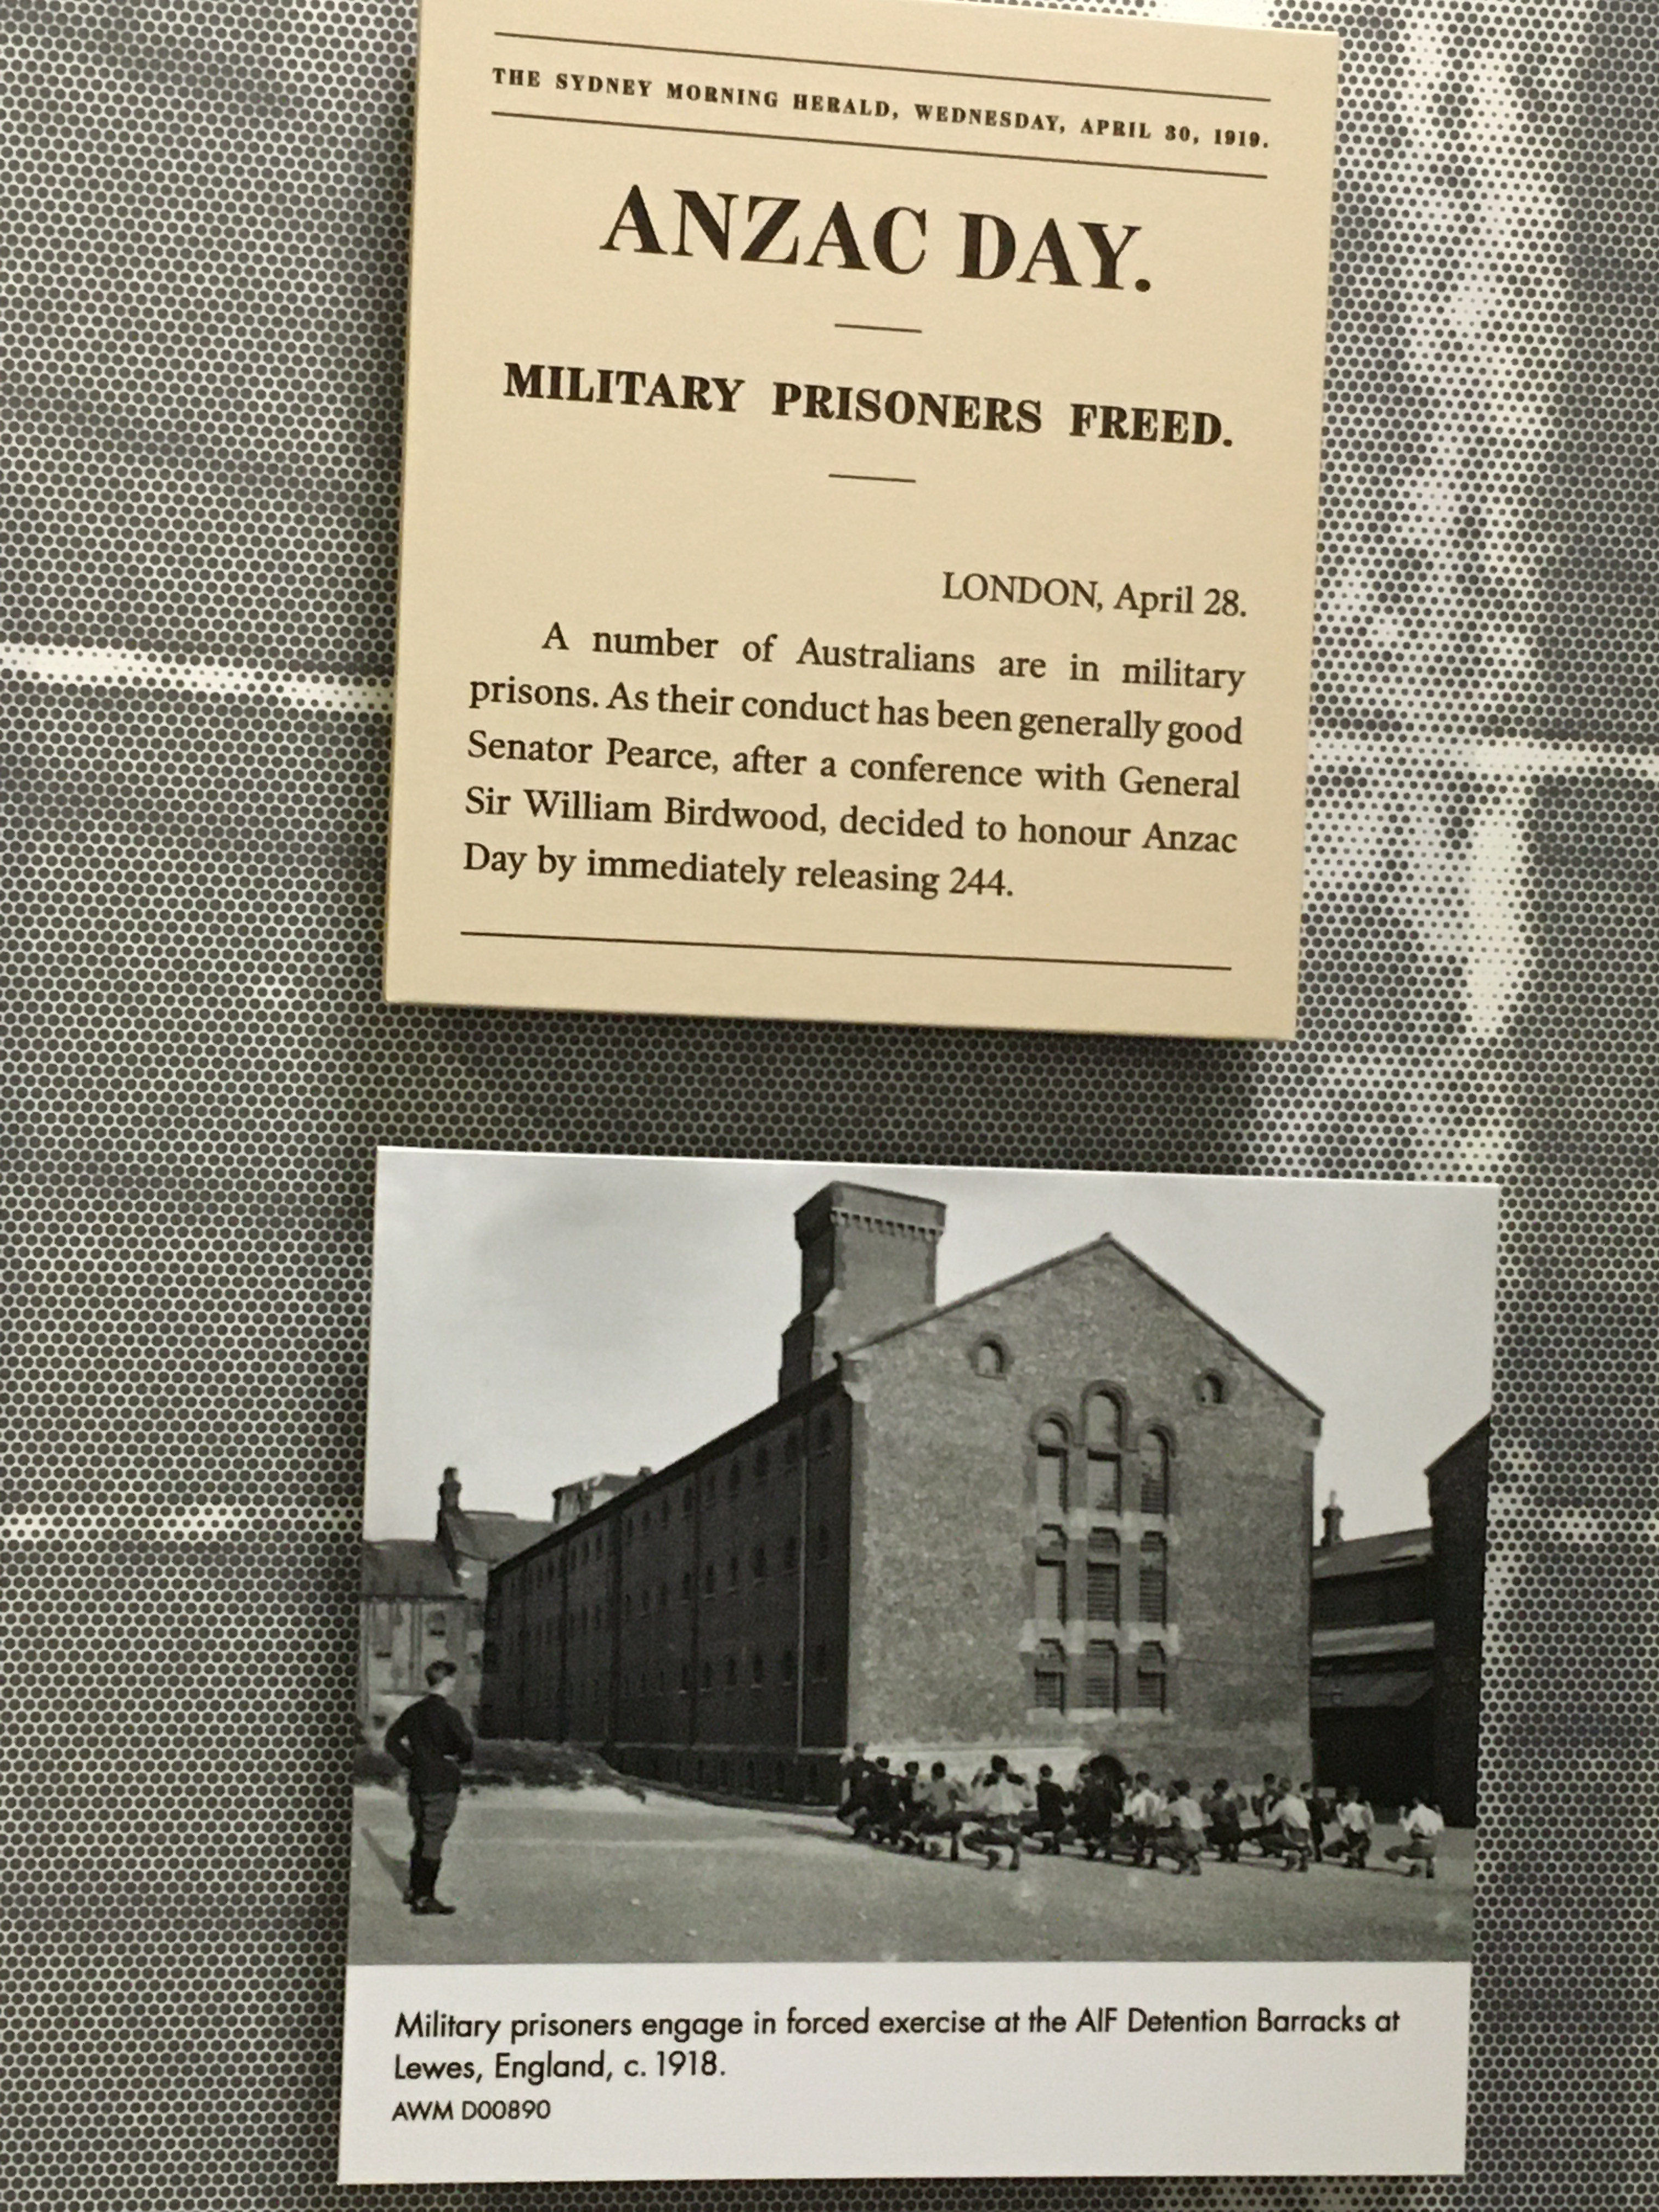 THE SYDNEY MORNING HERALD, WEDNESDAY, APRIL 30, 1919.
ANZAC DAY.
MILITARY PRISONERS FREED.
LONDON, April 28.
A number of Australians are in military
prisons. As their conduct has been generally good
Senator Pearce, after a conference with General
Sir William Birdwood, decided to honour Anzac
Day by immediately releasing 244.
Military prisoners engage in forced exercise at the AIF Detention Barracks at
Lewes, England, c. 1918.
AWM D00890